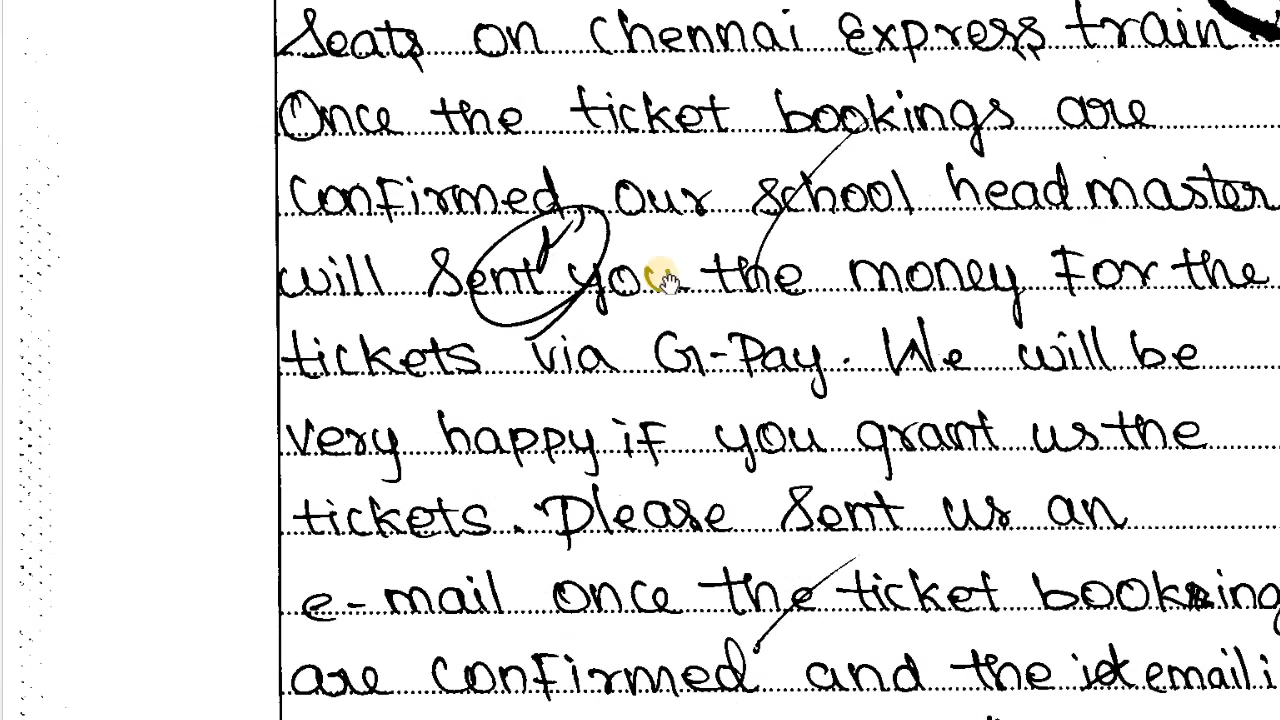 Seats on Chennai Express train.
Once the ticket bookings are
confirmed our school headmaster
will Sent you the money For the
tickets via G-Pay. We will be
very happy if you grant us the
tickets. Please Sent us an
e-mail once the ticket booking
are confirmed and the email i